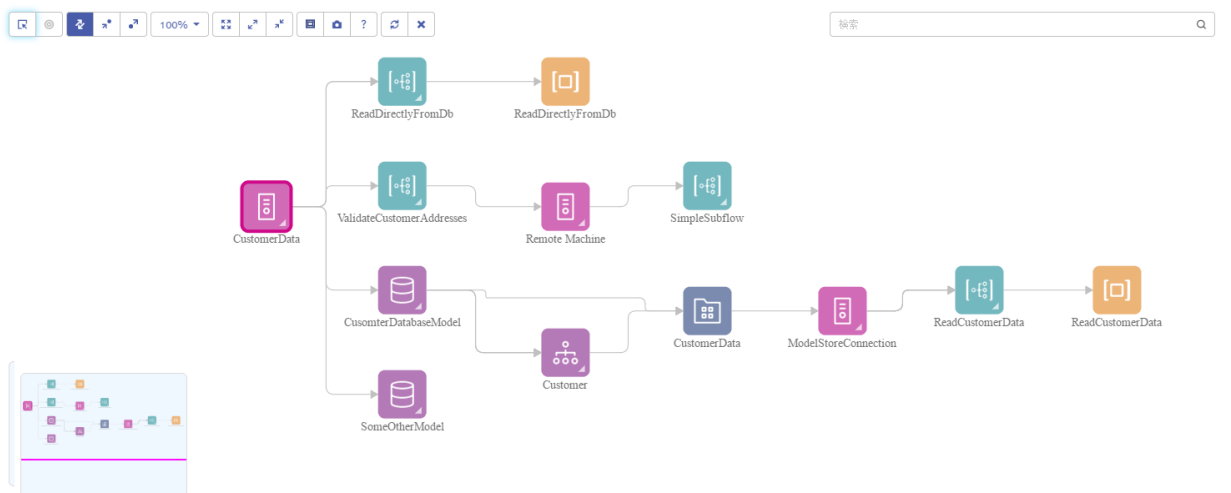 100%
?
検索
ReadDirectlyFromDb
ReadDirectlyFromDb
ValidateCustomerAddresses
SimpleSubflow
CustomerData
Remote Machine
CusomterDatabaseModel
ReadCustomerData
ReadCustomerData
CustomerData
ModelStoreConnection
Customer
SomeOtherModel